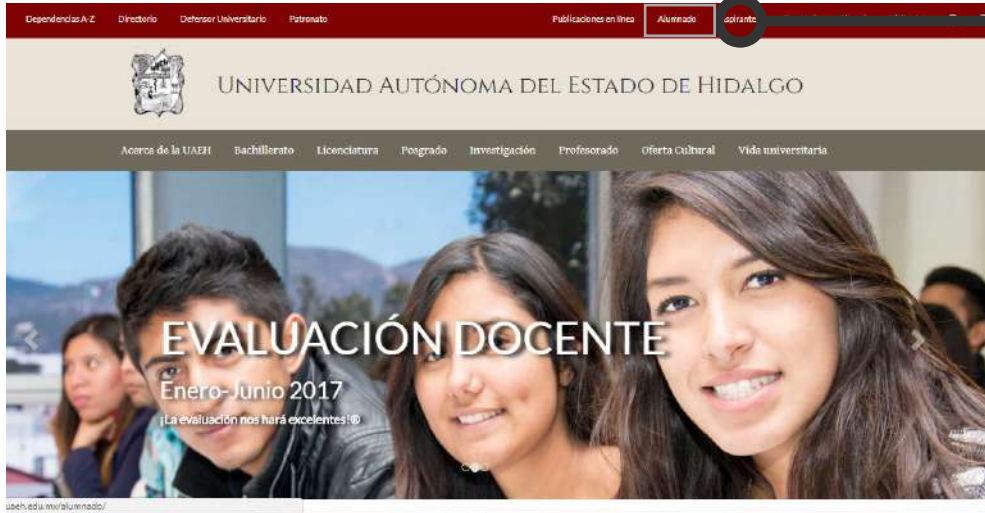 Dependencias A-Z Directorio Defensor Universitario Patronato Publicaciones en línea Alumnado
UNIVERSIDAD AUTÓNOMA DEL ESTADO DE HIDALGO
Acerca de la UAEH Bachillerato Licenciatura Posgrado Investigación Profesorado Oferta Cultural Vida universitaria
EVALUACIÓN DOCENTE
Enero-Junio 2017
¡La evaluación nos hará excelentes!®
uaeh.edu.mx/alumnado/